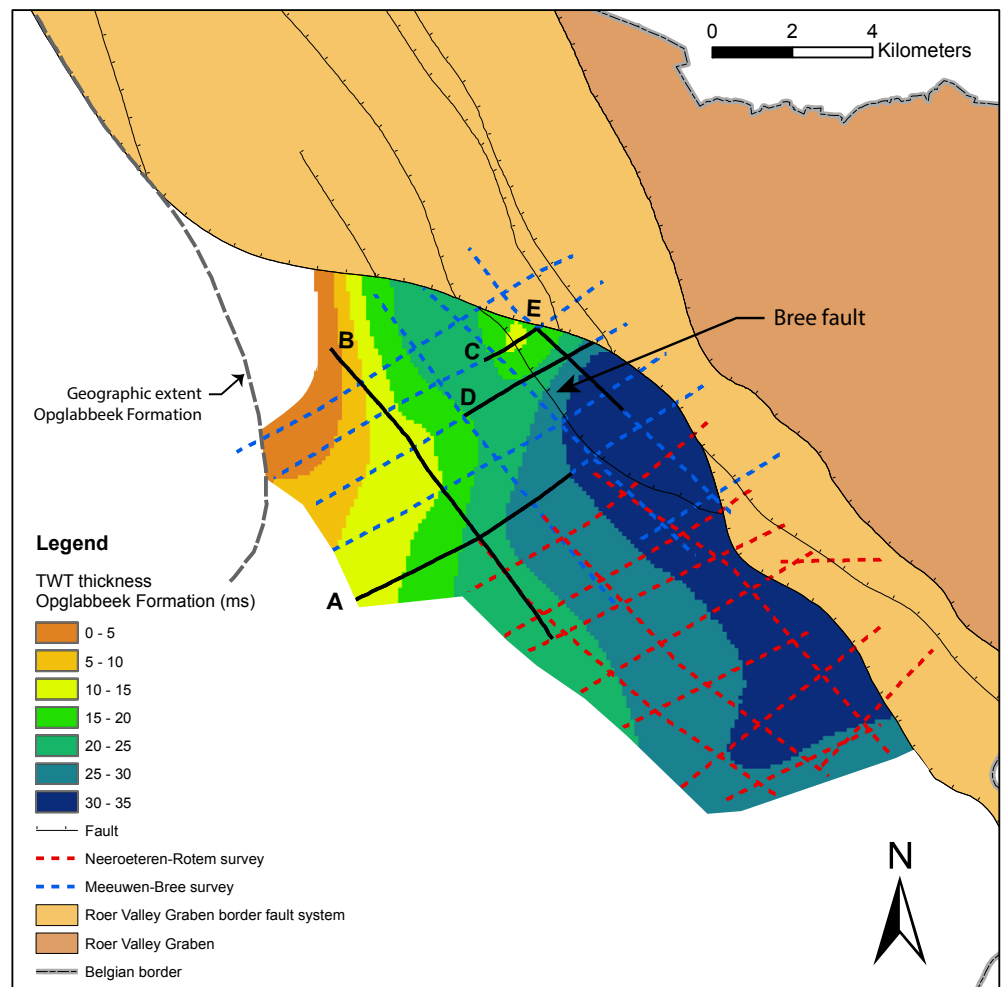 0 2 4
Kilometers
E
Bree fault
B
C
D
Geographic extent
Opglabbeek Formation
A
Legend
TWT thickness
Opglabbeek Formation (ms)
0 - 5
5 - 10
10 - 15
15 - 20
20 - 25
25 - 30
30 - 35
Fault
Neeroeteren-Rotem survey
Meeuwen-Bree survey
Roer Valley Graben border fault system
Roer Valley Graben
Belgian border
N